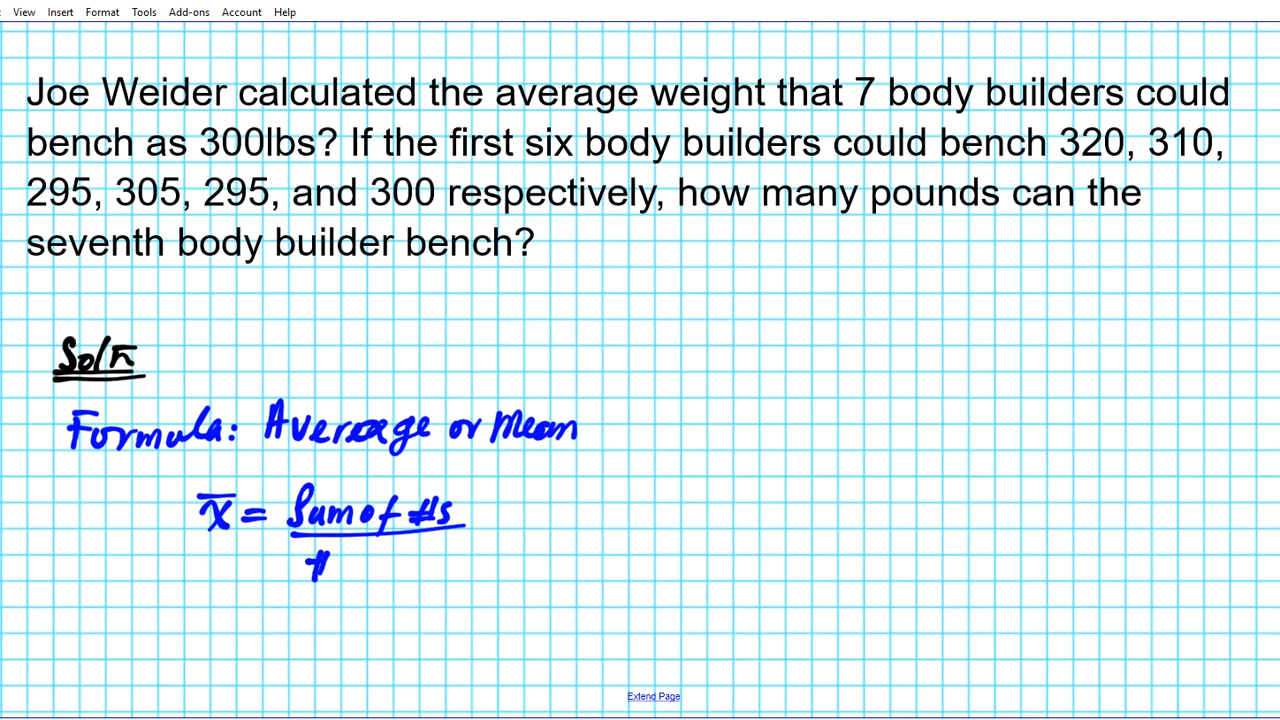 View Insert Format Tools Add-ons Account Help
Joe Weider calculated the average weight that 7 body builders could
bench as 300lbs? If the first six body builders could bench 320, 310,
295, 305, 295, and 300 respectively, how many pounds can the
seventh body builder bench?
Soln
Formula: Average or Mean
x̅ = Sum of #s
#
Extend Page